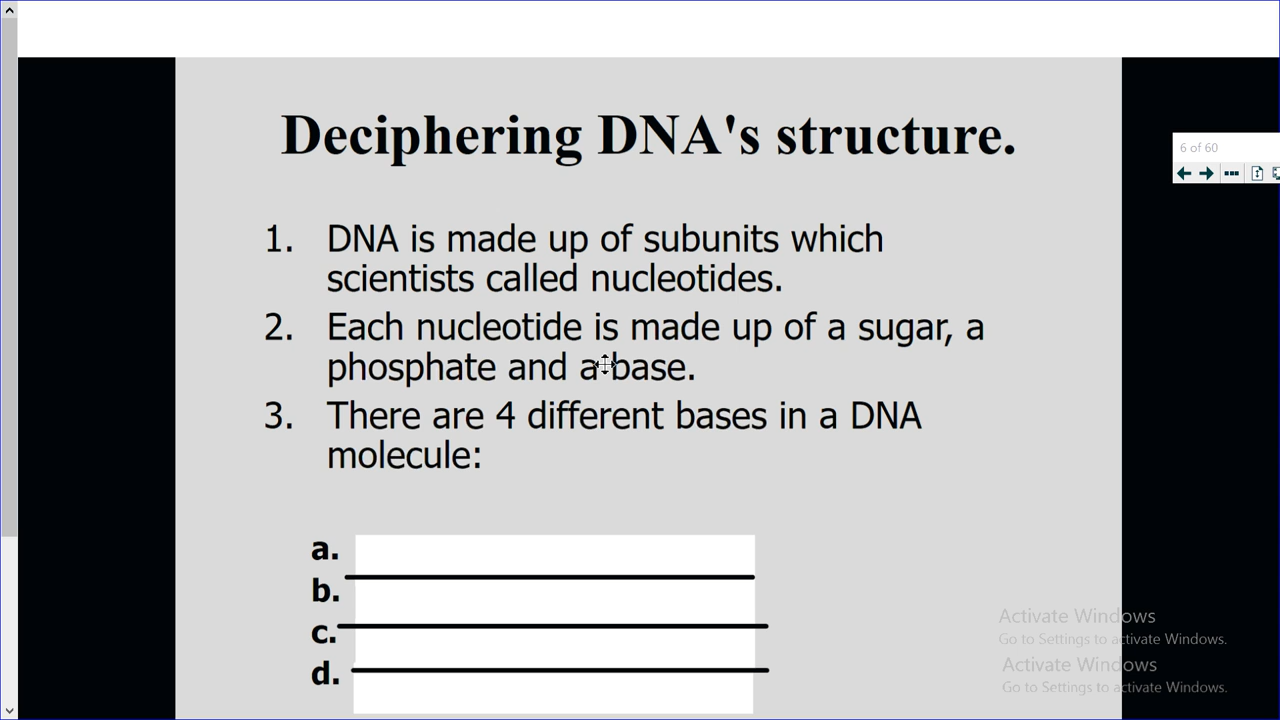 Deciphering DNA's structure.
6 of 60
1. DNA is made up of subunits which
scientists called nucleotides.
2. Each nucleotide is made up of a sugar, a
phosphate and a base.
3. There are 4 different bases in a DNA
molecule:
a.
b.
c.
d.
Activate Windows
Go to Settings to activate Windows.
Activate Windows
Go to Settings to activate Windows.